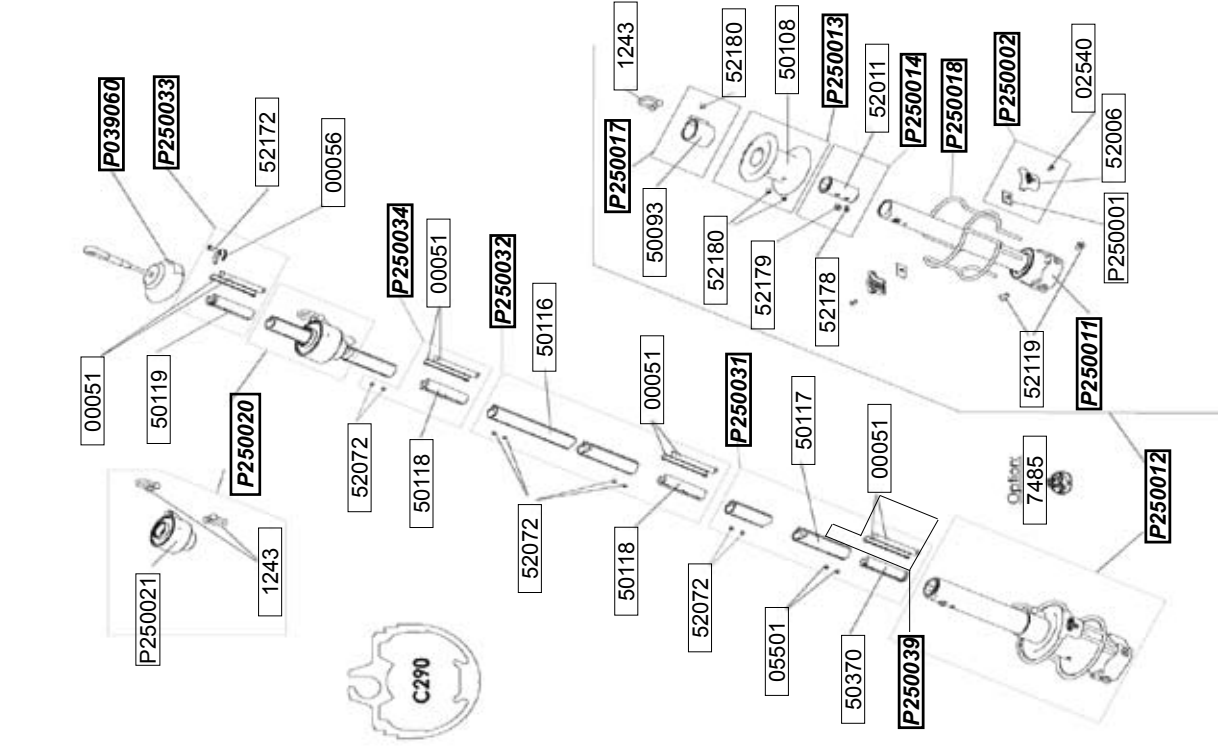 P039060
P250033
52172
00056
00051
50119
P250020
P250034
00051
P250032
50116
52072
50118
00051
P250031
50117
00051
52072
50118
52072
05501
50370
P250039
P250021
1243
C290
1243
52180
50108
P250013
52011
P250014
P250018
P250002
02540
52006
P250017
50093
52180
52179
52178
P250001
52119
P250011
Option:
7485
P250012